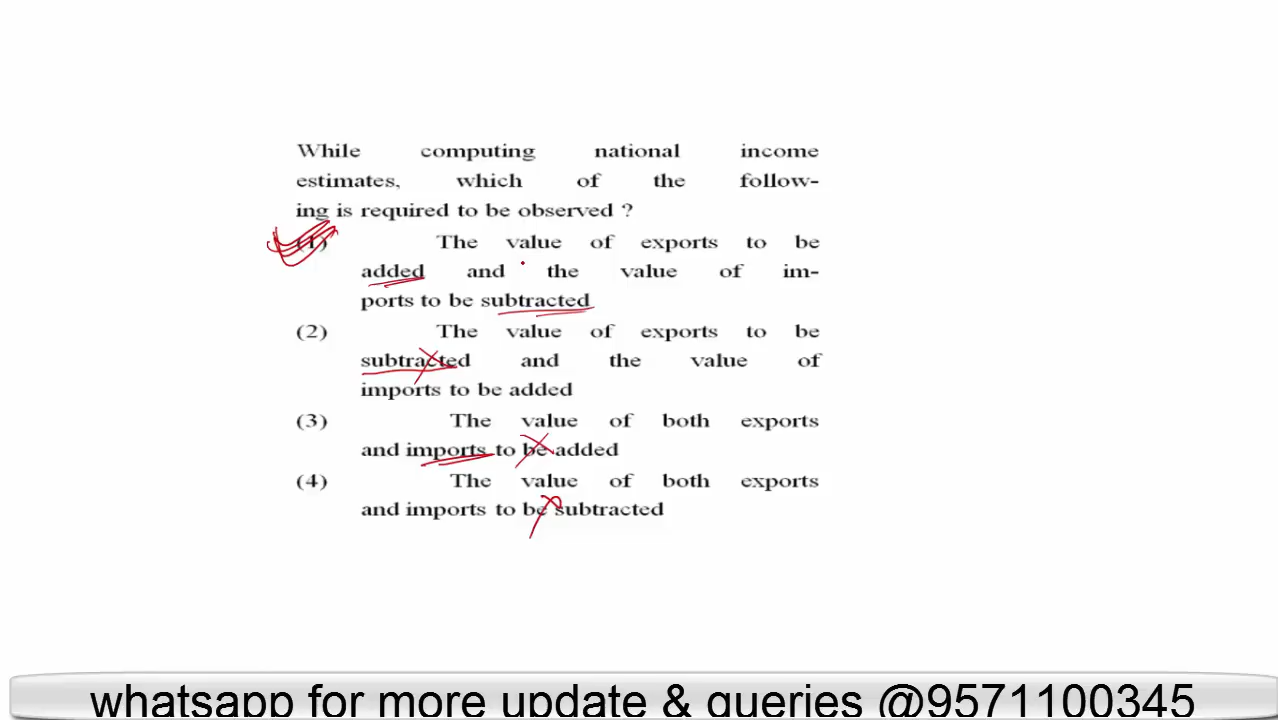 While computing national income
estimates, which of the follow-
ing is required to be observed ?
(1) The value of exports to be
added and the value of im-
ports to be subtracted
(2) The value of exports to be
subtracted and the value of
imports to be added
(3) The value of both exports
and imports to be added
(4) The value of both exports
and imports to be subtracted
whatsapp for more update & queries @9571100345